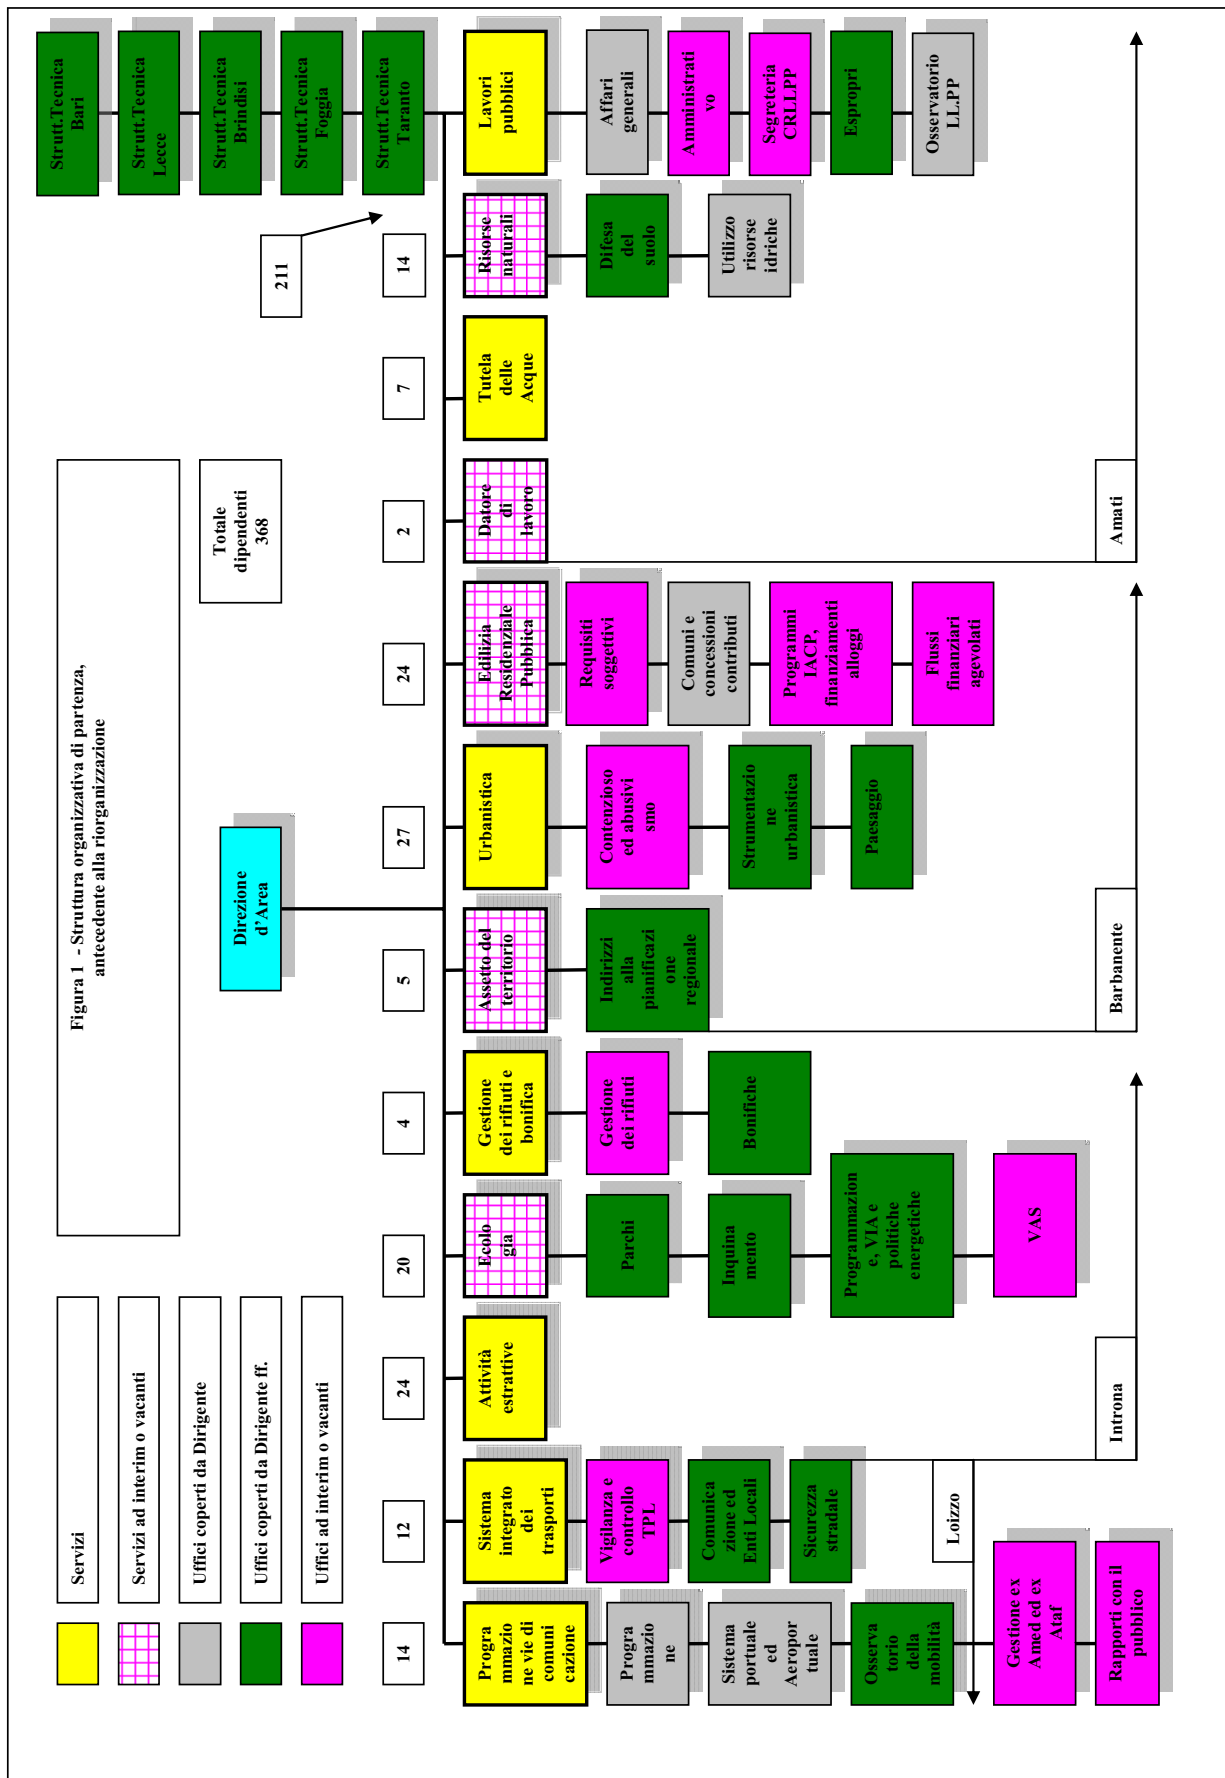 Figura 1 - Struttura organizzativa di partenza,
antecedente alla riorganizzazione
Servizi
Servizi ad interim o vacanti
Uffici coperti da Dirigente
Uffici coperti da Dirigente ff.
Uffici ad interim o vacanti
Direzione
d'Area
Totale
dipendenti
368
Strutt.Tecnica
Bari
Strutt.Tecnica
Lecce
Strutt.Tecnica
Brindisi
Strutt.Tecnica
Foggia
Strutt.Tecnica
Taranto
211
14
12
24
20
4
5
27
24
2
7
14
Progra
mmazio
ne vie di
comuni
cazione
Progra
mmazio
ne
Sistema
portuale
ed
Aeropor
tuale
Osserva
torio
della
mobilità
Gestione ex
Amed ed ex
Ataf
Rapporti con il
pubblico
Sistema
integrato
dei
trasporti
Vigilanza e
controllo
TPL
Comunica
zione ed
Enti Locali
Sicurezza
stradale
Loizzo
Attività
estrattive
Ecolo
gia
Parchi
Inquina
mento
Programmazion
e, VIA e
politiche
energetiche
VAS
Gestione
dei rifiuti e
bonifica
Gestione
dei rifiuti
Bonifiche
Introna
Assetto del
territorio
Indirizzi
alla
pianificazi
one
regionale
Urbanistica
Contenzioso
ed abusivi
smo
Strumentazio
ne
urbanistica
Paesaggio
Edilizia
Residenziale
Pubblica
Requisiti
soggettivi
Comuni e
concessioni
contributi
Programmi
IACP,
finanziamenti
alloggi
Flussi
finanziari
agevolati
Barbanente
Datore
di
lavoro
Tutela
delle
Acque
Risorse
naturali
Difesa
del
suolo
Utilizzo
risorse
idriche
Lavori
pubblici
Affari
generali
Amministrati
vo
Segreteria
CRLLPP
Espropri
Osservatorio
LL.PP
Amati